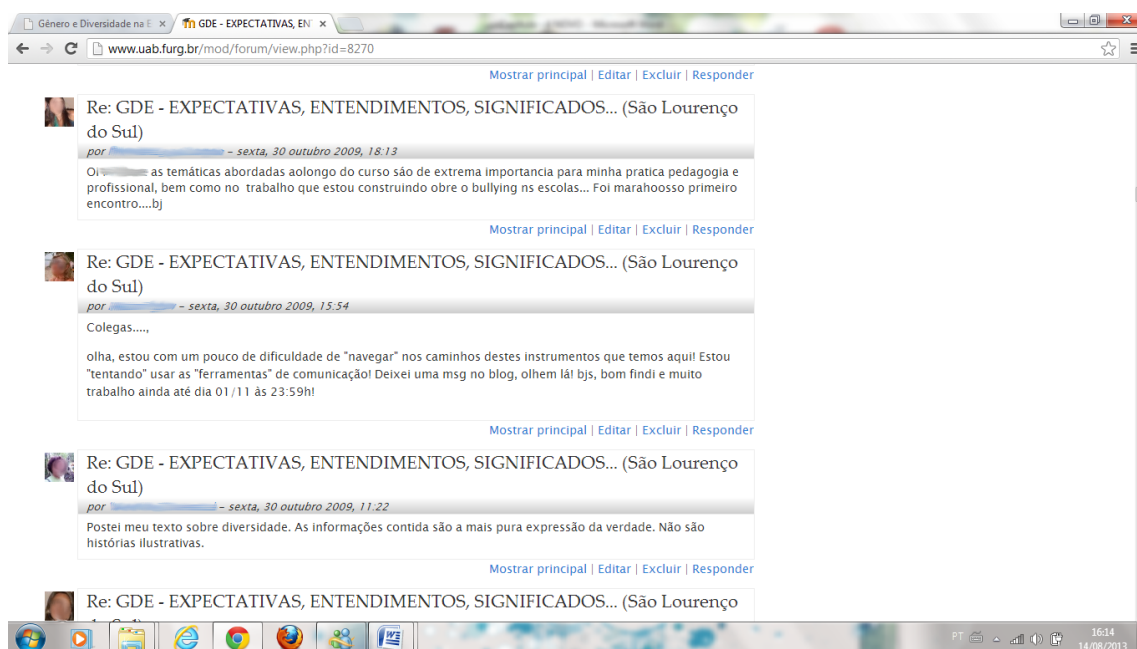 Gênero e Diversidade na E
GDE - EXPECTATIVAS, EN
www.uab.furg.br/mod/forum/view.php?id=8270
Mostrar principal | Editar | Excluir | Responder
Re: GDE - EXPECTATIVAS, ENTENDIMENTOS, SIGNIFICADOS... (São Lourenço
do Sul)
por – sexta, 30 outubro 2009, 18:13
Oi as temáticas abordadas aolongo do curso sáo de extrema importancia para minha pratica pedagogia e
profissional, bem como no trabalho que estou construindo obre o bullying ns escolas... Foi marahoosso primeiro
encontro....bj
Mostrar principal | Editar | Excluir | Responder
Re: GDE - EXPECTATIVAS, ENTENDIMENTOS, SIGNIFICADOS... (São Lourenço
do Sul)
por – sexta, 30 outubro 2009, 15:54
Colegas....,
olha, estou com um pouco de dificuldade de "navegar" nos caminhos destes instrumentos que temos aqui! Estou
"tentando" usar as "ferramentas" de comunicação! Deixei uma msg no blog, olhem lá! bjs, bom findi e muito
trabalho ainda até dia 01/11 às 23:59h!
Mostrar principal | Editar | Excluir | Responder
Re: GDE - EXPECTATIVAS, ENTENDIMENTOS, SIGNIFICADOS... (São Lourenço
do Sul)
por – sexta, 30 outubro 2009, 11:22
Postei meu texto sobre diversidade. As informações contida são a mais pura expressão da verdade. Não são
histórias ilustrativas.
Mostrar principal | Editar | Excluir | Responder
Re: GDE - EXPECTATIVAS, ENTENDIMENTOS, SIGNIFICADOS... (São Lourenço
PT
16:14
14/08/2013